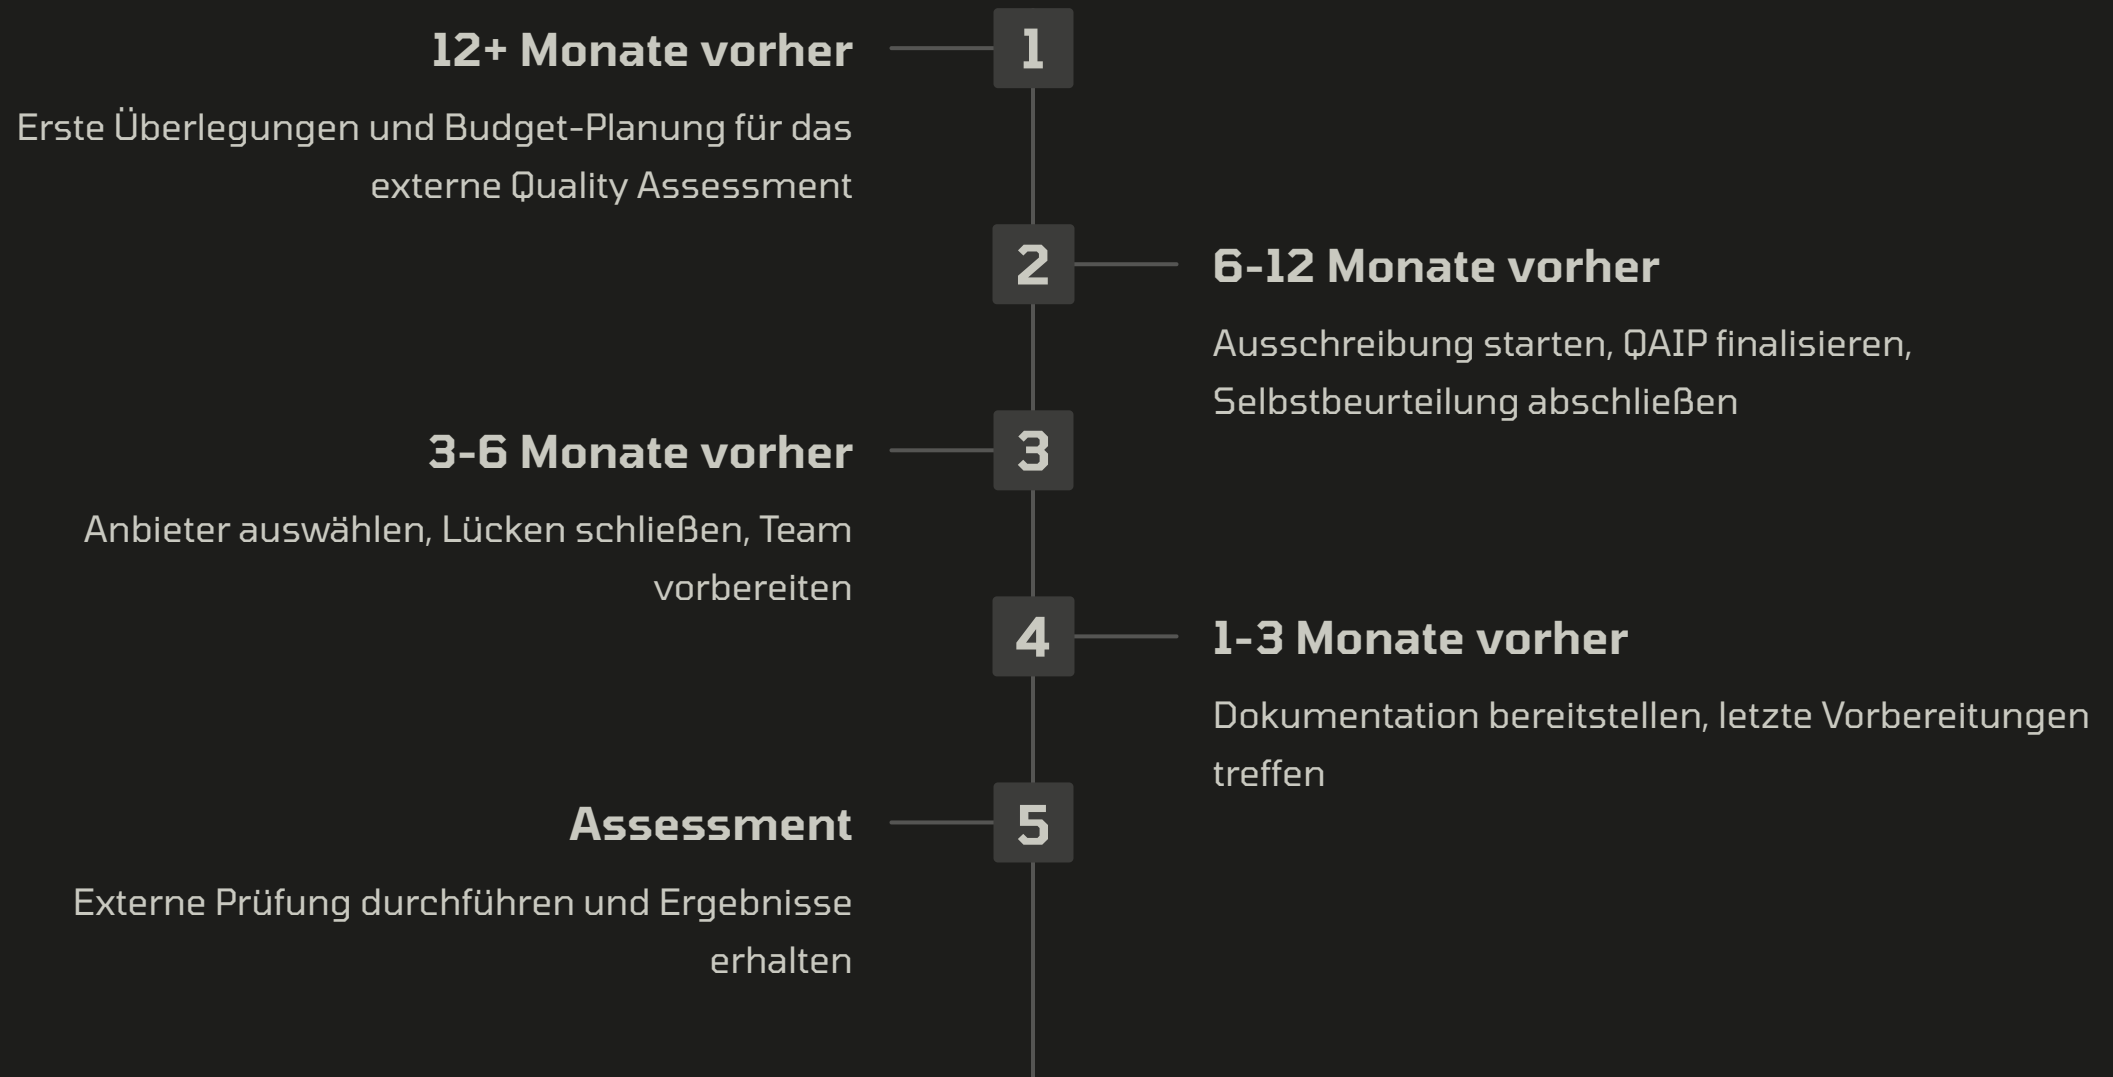 12+ Monate vorher
1
Erste Überlegungen und Budget-Planung für das
externe Quality Assessment
2
6-12 Monate vorher
Ausschreibung starten, QAIP finalisieren,
Selbstbeurteilung abschließen
3-6 Monate vorher
3
Anbieter auswählen, Lücken schließen, Team
vorbereiten
4
1-3 Monate vorher
Dokumentation bereitstellen, letzte Vorbereitungen
treffen
Assessment
5
Externe Prüfung durchführen und Ergebnisse
erhalten